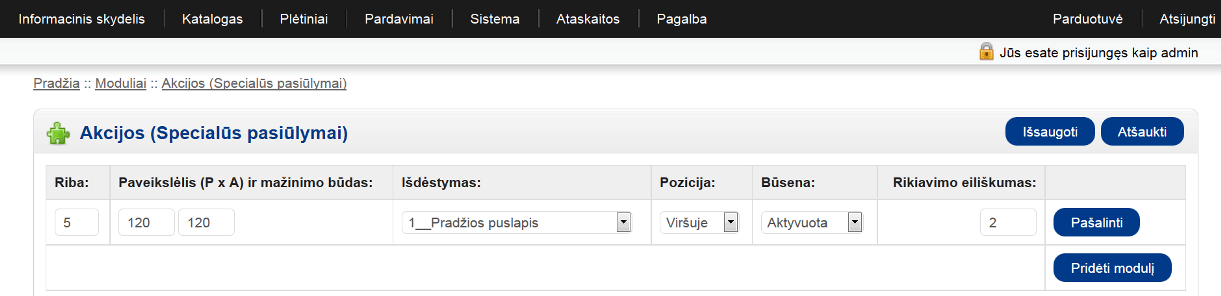 Informacinis skydelis Katalogas Plėtiniai Pardavimai Sistema Ataskaitos Pagalba Parduotuvė Atsijungti
Jūs esate prisijungęs kaip admin
Pradžia :: Moduliai :: Akcijos (Specialūs pasiūlymai)
Akcijos (Specialūs pasiūlymai) Išsaugoti Atšaukti
Riba: Paveikslėlis (P x A) ir mažinimo būdas: Išdėstymas: Pozicija: Būsena: Rikiavimo eiliškumas:
5 120 120 1__Pradžios puslapis Viršuje Aktyvuota 2 Pašalinti
Pridėti modulį